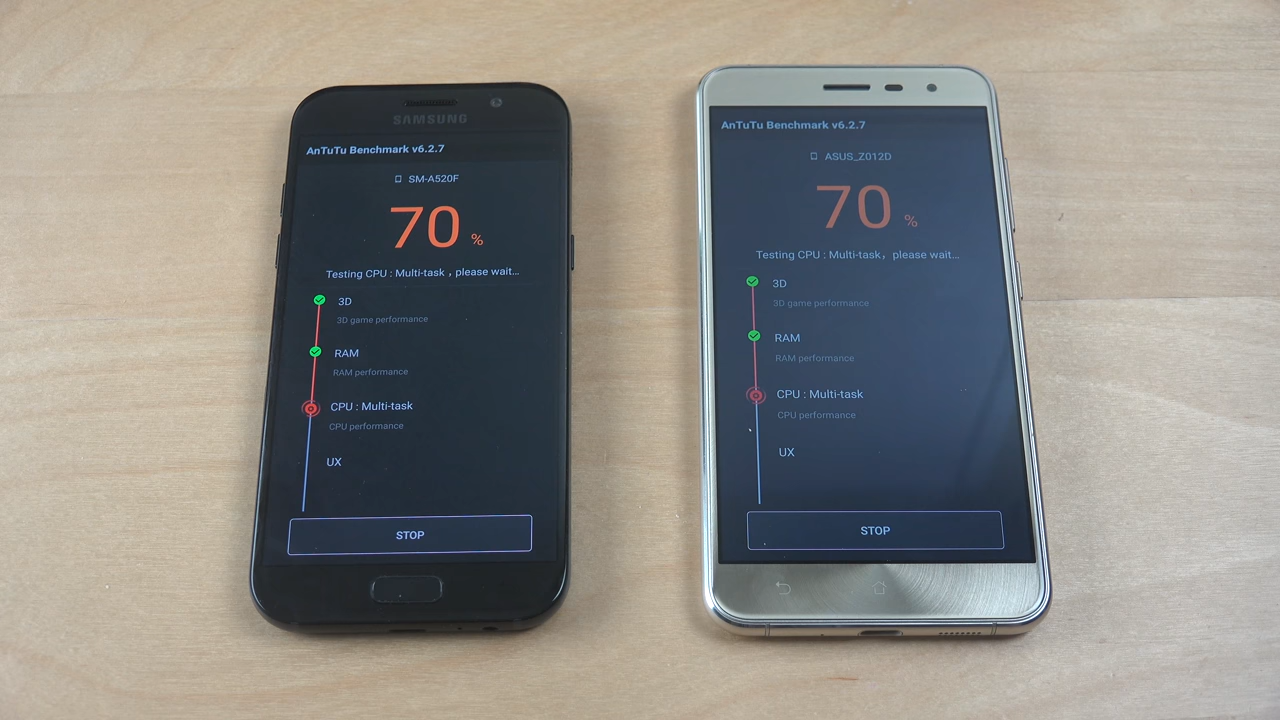 SAMSUNG
AnTuTu Benchmark v6.2.7
SM-A520F
70 %
Testing CPU : Multi-task , please wait...
3D
3D game performance
RAM
RAM performance
CPU : Multi-task
CPU performance
UX
STOP
AnTuTu Benchmark v6.2.7
ASUS_Z012D
70 %
Testing CPU : Multi-task, please wait...
3D
3D game performance
RAM
RAM performance
CPU : Multi-task
CPU performance
UX
STOP